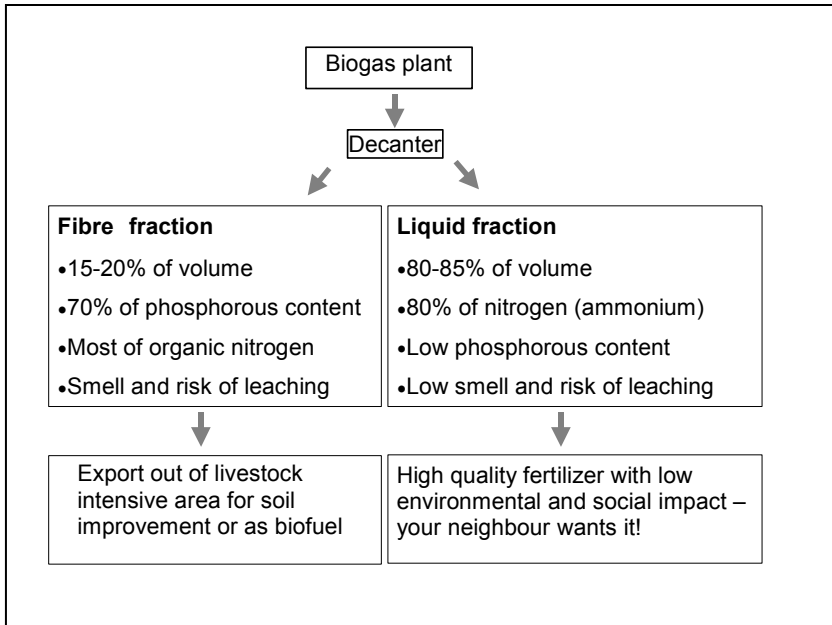 Biogas plant
Decanter
Fibre fraction
•15-20% of volume
•70% of phosphorous content
•Most of organic nitrogen
•Smell and risk of leaching
Liquid fraction
•80-85% of volume
•80% of nitrogen (ammonium)
•Low phosphorous content
•Low smell and risk of leaching
Export out of livestock
intensive area for soil
improvement or as biofuel
High quality fertilizer with low
environmental and social impact –
your neighbour wants it!